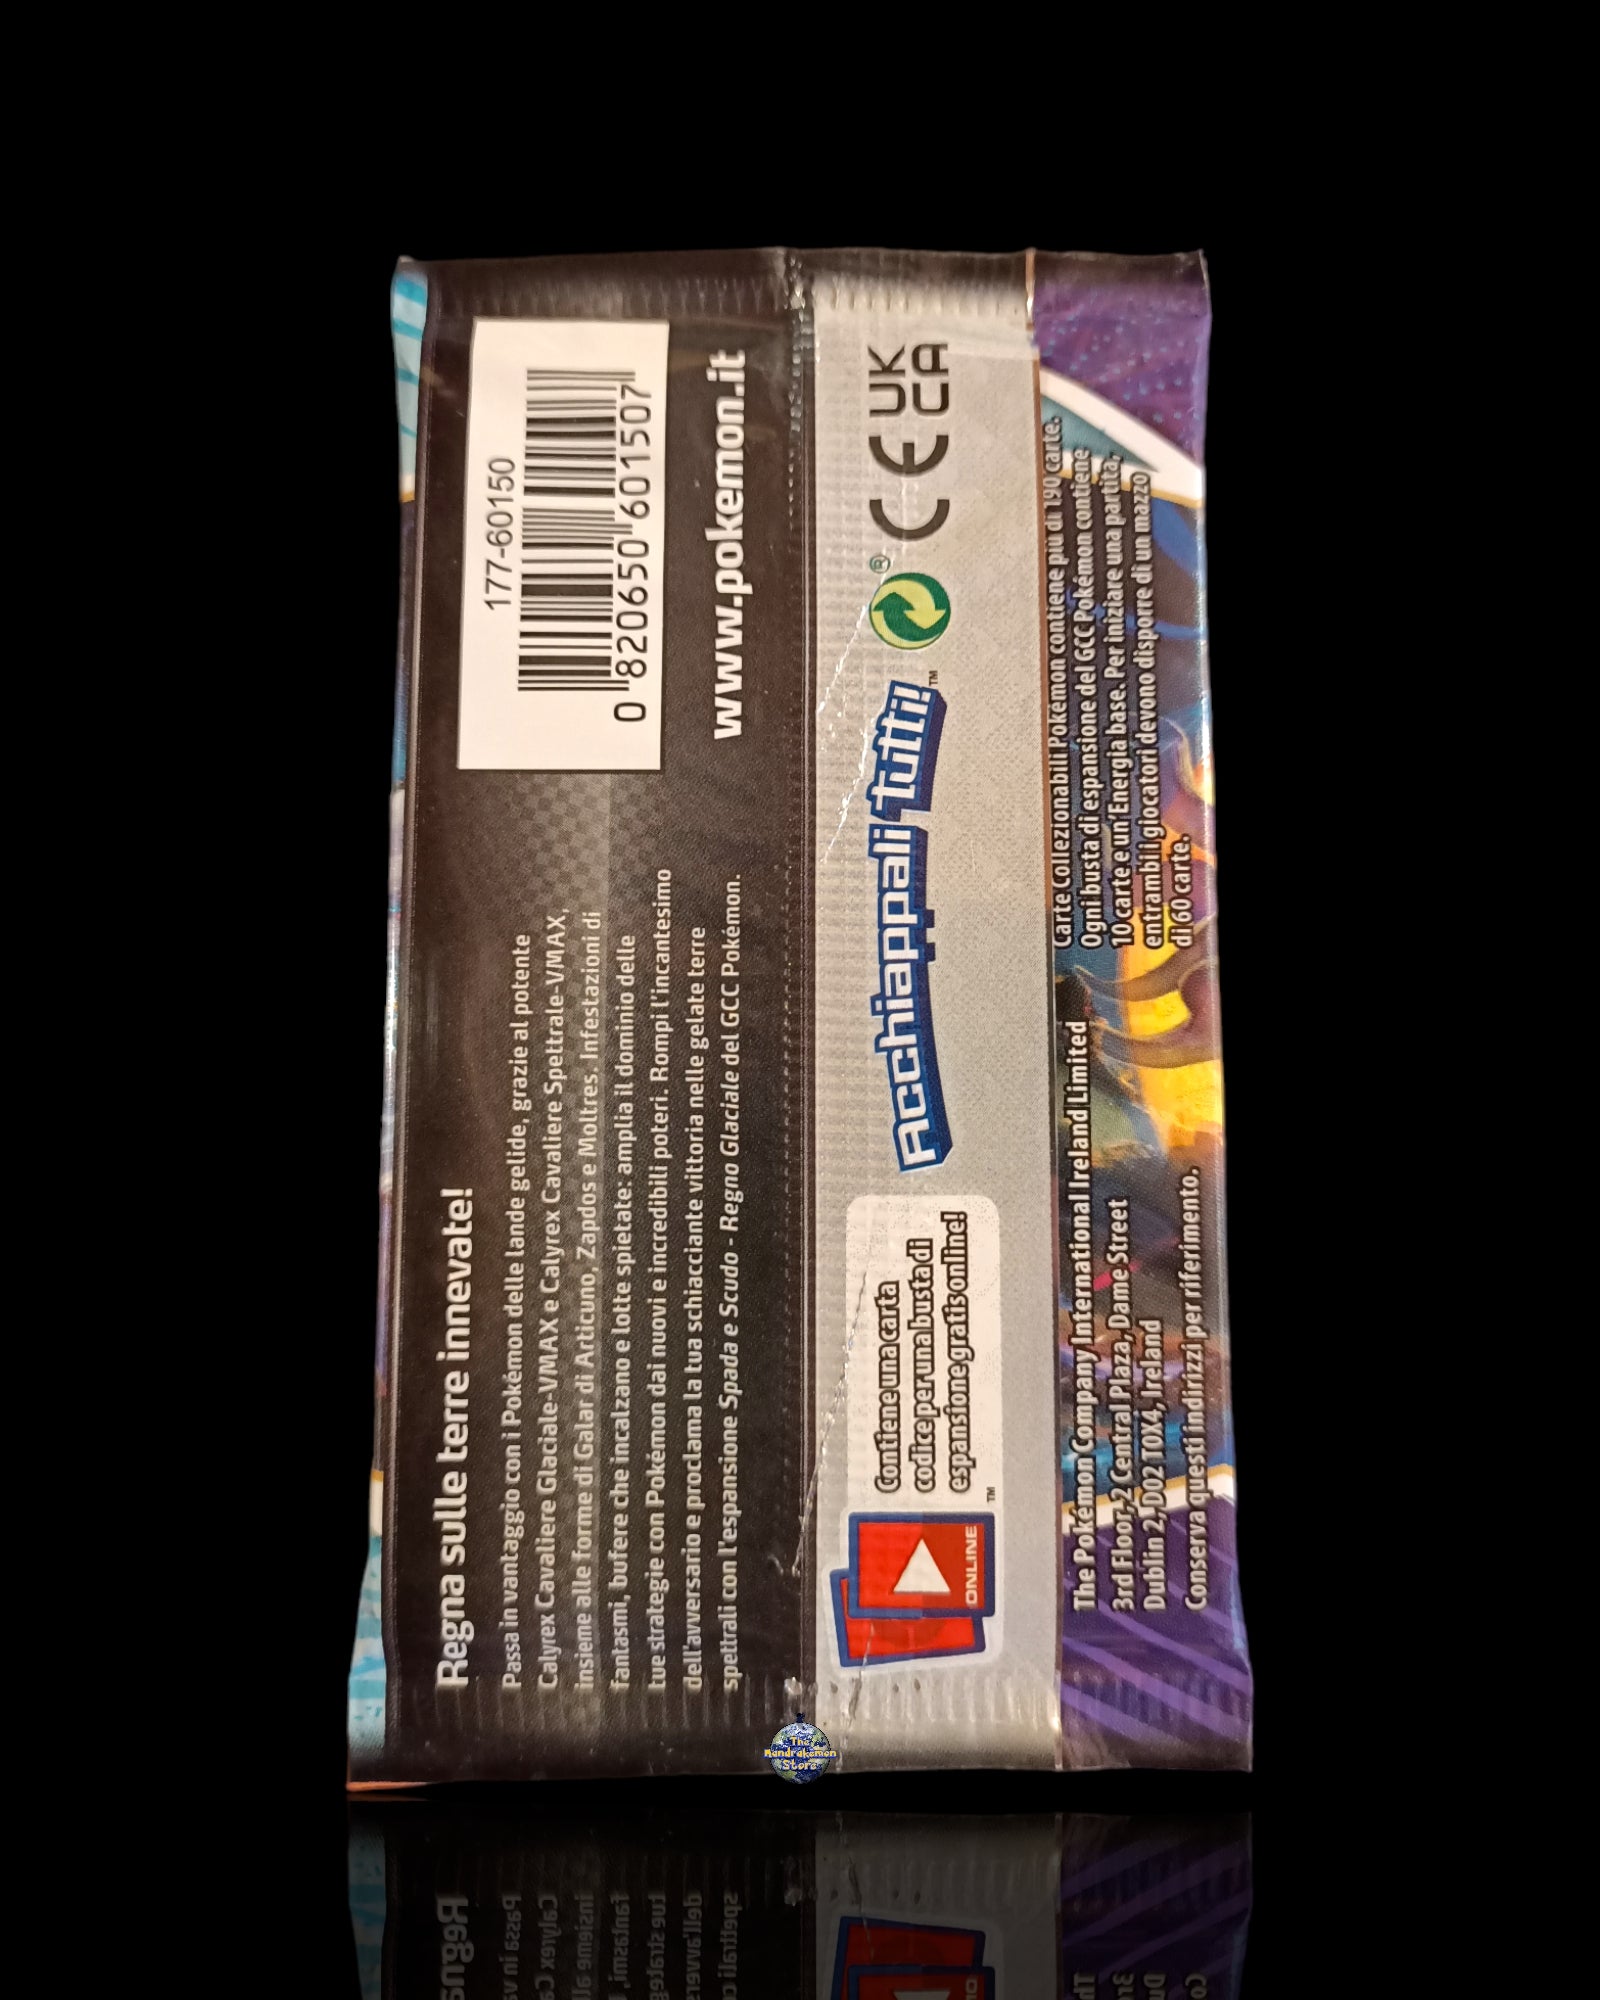 Regna sulle terre innevate!
Passa in vantaggio con i Pokémon delle lande gelide, grazie al potente
Calyrex Cavaliere Glaciale-VMAX e Calyrex Cavaliere Spettrale-VMAX,
insieme alle forme di Galar di Articuno, Zapdos e Moltres. Infestazioni di
fantasmi, bufere che incalzano e lotte spietate: amplia il dominio delle
tue strategie con Pokémon dai nuovi e incredibili poteri. Rompi l'incantesimo
dell'avversario e proclama la tua schiacciante vittoria nelle gelate terre
spettrali con l'espansione Spada e Scudo - Regno Glaciale del GCC Pokémon.
177-60150
0 820650 601507
www.pokemon.it
ONLINE
TM
Contiene una carta
codice per una busta di
espansione gratis online!
Acchiappali tutti! TM
®
CE
UK
CA
The Pokémon Company International Ireland Limited
3rd Floor, 2 Central Plaza, Dame Street
Dublin 2, D02 T0X4, Ireland
Conserva questi indirizzi per riferimento.
Carte Collezionabili Pokémon contiene più di 190 carte.
Ogni busta di espansione del GCC Pokémon contiene
10 carte e un'Energia base. Per iniziare una partita,
entrambi i giocatori devono disporre di un mazzo
di 60 carte.
The
Mandrakemon
Store